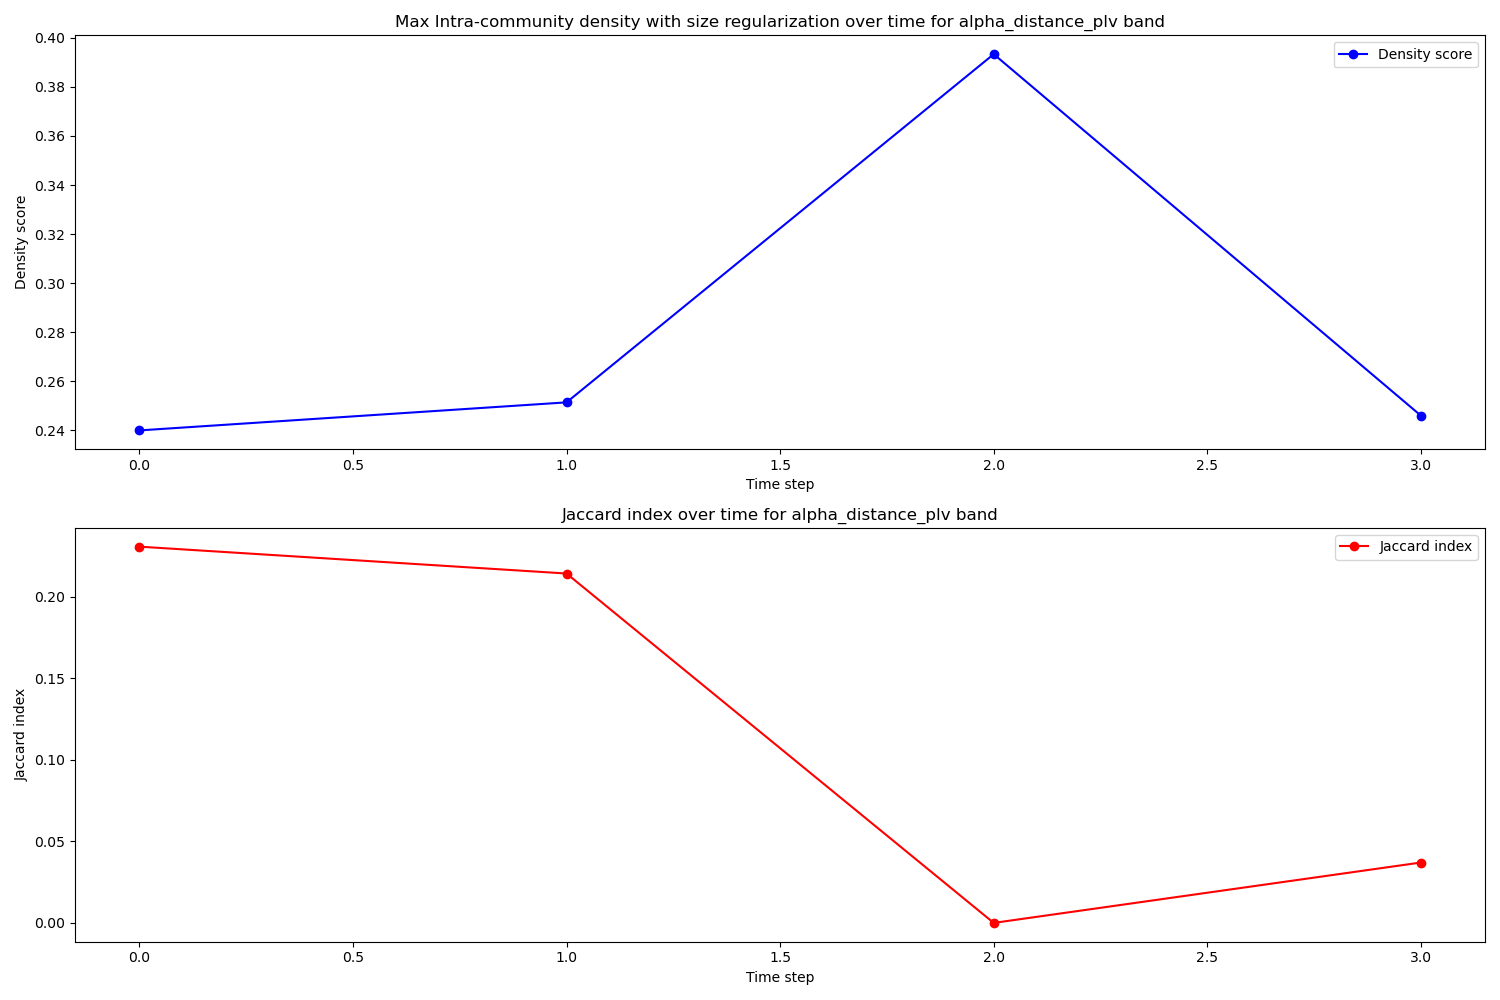 Max Intra-community density with size regularization over time for alpha_distance_plv band
0.40
0.38
0.36
0.34
0.32
0.30
0.28
0.26
0.24
Density score
Density score
0.0 0.5 1.0 1.5 2.0 2.5 3.0
Time step
Jaccard index over time for alpha_distance_plv band
0.20
0.15
0.10
0.05
0.00
Jaccard index
Jaccard index
0.0 0.5 1.0 1.5 2.0 2.5 3.0
Time step